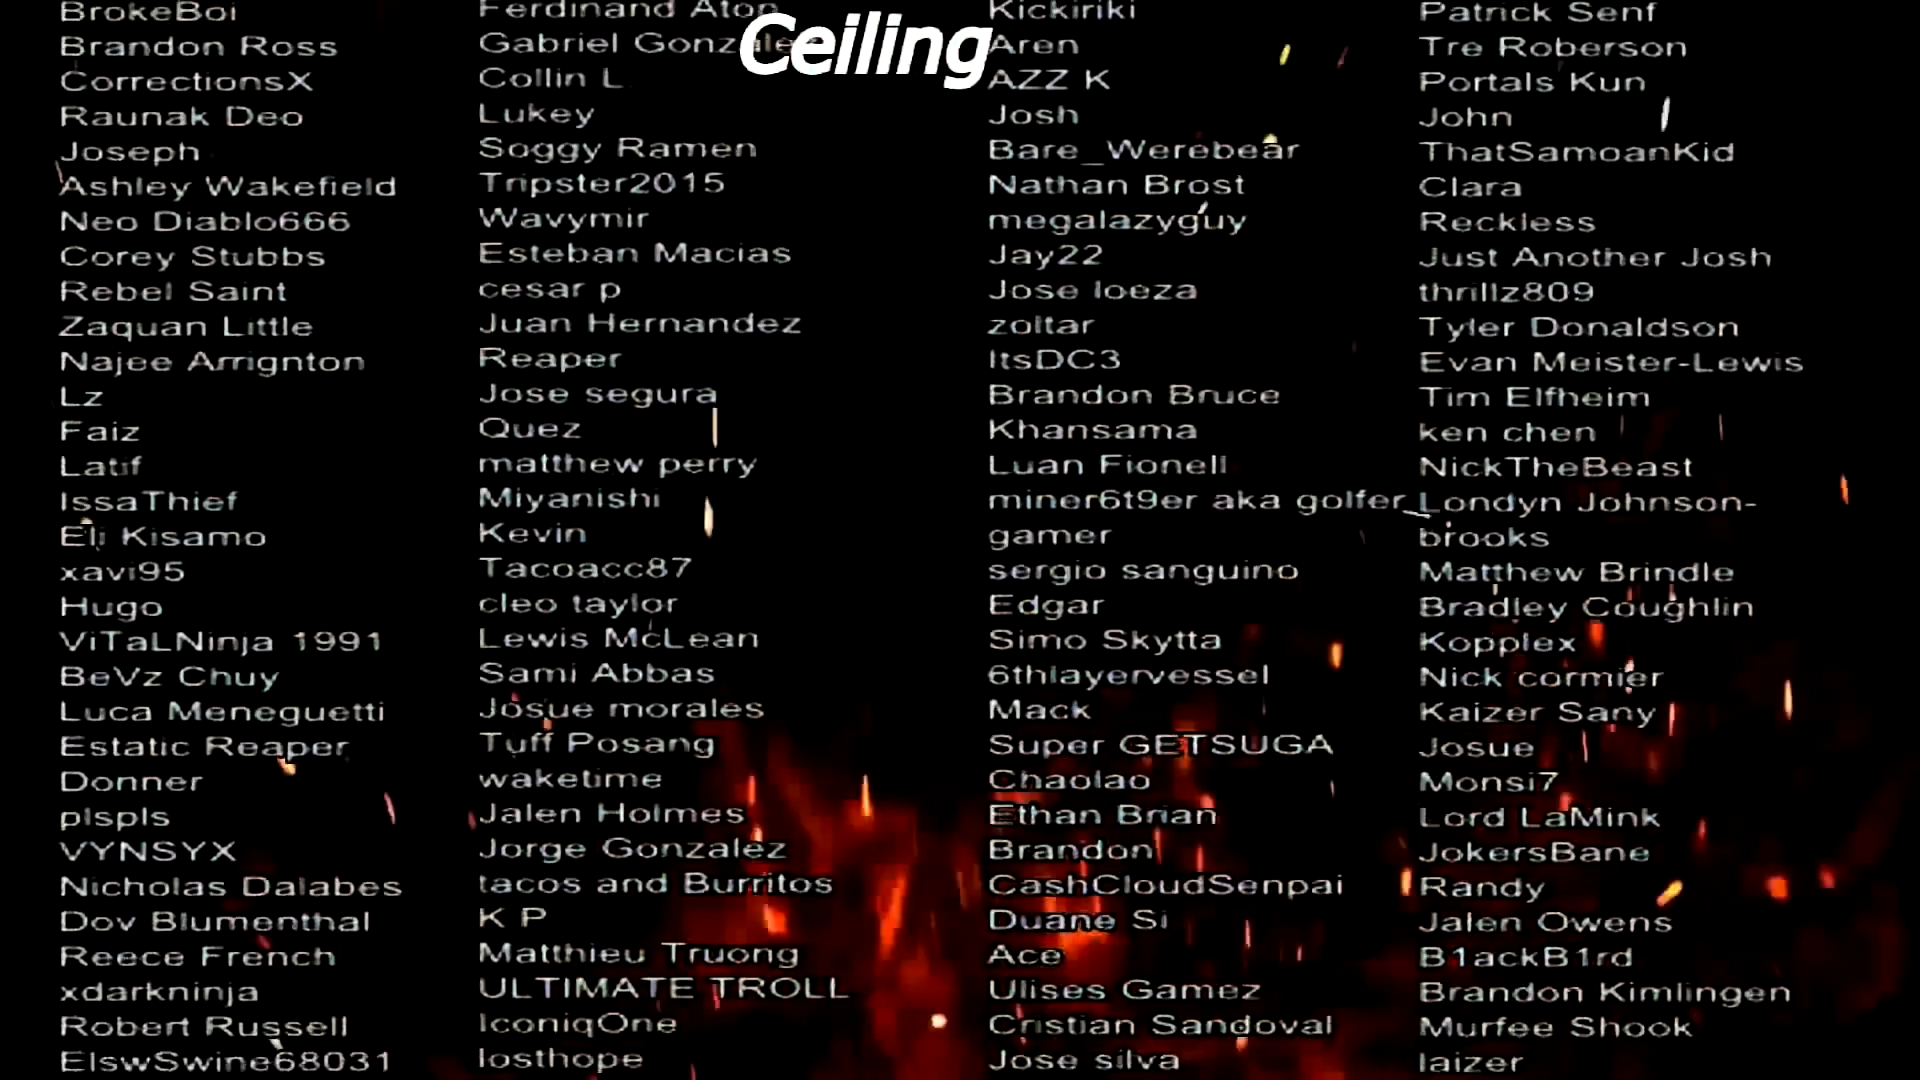 Ceiling
BrokeBoi
Brandon Ross
CorrectionsX
Raunak Deo
Joseph
Ashley Wakefield
Neo Diablo666
Corey Stubbs
Rebel Saint
Zaquan Little
Najee Arrignton
Lz
Faiz
Latif
IssaThief
Eli Kisamo
xavi95
Hugo
ViTaLNinja 1991
BeVz Chuy
Luca Meneguetti
Estatic Reaper
Donner
plspls
VYNSYX
Nicholas Dalabes
Dov Blumenthal
Reece French
xdarkninja
Robert Russell
ElswSwine68031
Ferdinand Aton
Gabriel Gonzalez
Collin L
Lukey
Soggy Ramen
Tripster2015
Wavymir
Esteban Macias
cesar p
Juan Hernandez
Reaper
Jose segura
Quez
matthew perry
Miyanishi
Kevin
Tacoacc87
cleo taylor
Lewis McLean
Sami Abbas
Josue morales
Tuff Posang
waketime
Jalen Holmes
Jorge Gonzalez
tacos and Burritos
K P
Matthieu Truong
ULTIMATE TROLL
IconiqOne
losthope
Kickiriki
Aren
AZZ K
Josh
Bare_Werebear
Nathan Brost
megalazyguy
Jay22
Jose loeza
zoltar
ItsDC3
Brandon Bruce
Khansama
Luan Fionell
miner6t9er aka golfer_
gamer
sergio sanguino
Edgar
Simo Skytta
6thlayervessel
Mack
Super GETSUGA
Chaolao
Ethan Brian
Brandon
CashCloudSenpai
Duane Si
Ace
Ulises Gamez
Cristian Sandoval
Jose silva
Patrick Senf
Tre Roberson
Portals Kun
John
ThatSamoanKid
Clara
Reckless
Just Another Josh
thrillz809
Tyler Donaldson
Evan Meister-Lewis
Tim Elfheim
ken chen
NickTheBeast
Londyn Johnson-
brooks
Matthew Brindle
Bradley Coughlin
Kopplex
Nick cormier
Kaizer Sany
Josue
Monsi7
Lord LaMink
JokersBane
Randy
Jalen Owens
B1ackB1rd
Brandon Kimlingen
Murfee Shook
laizer